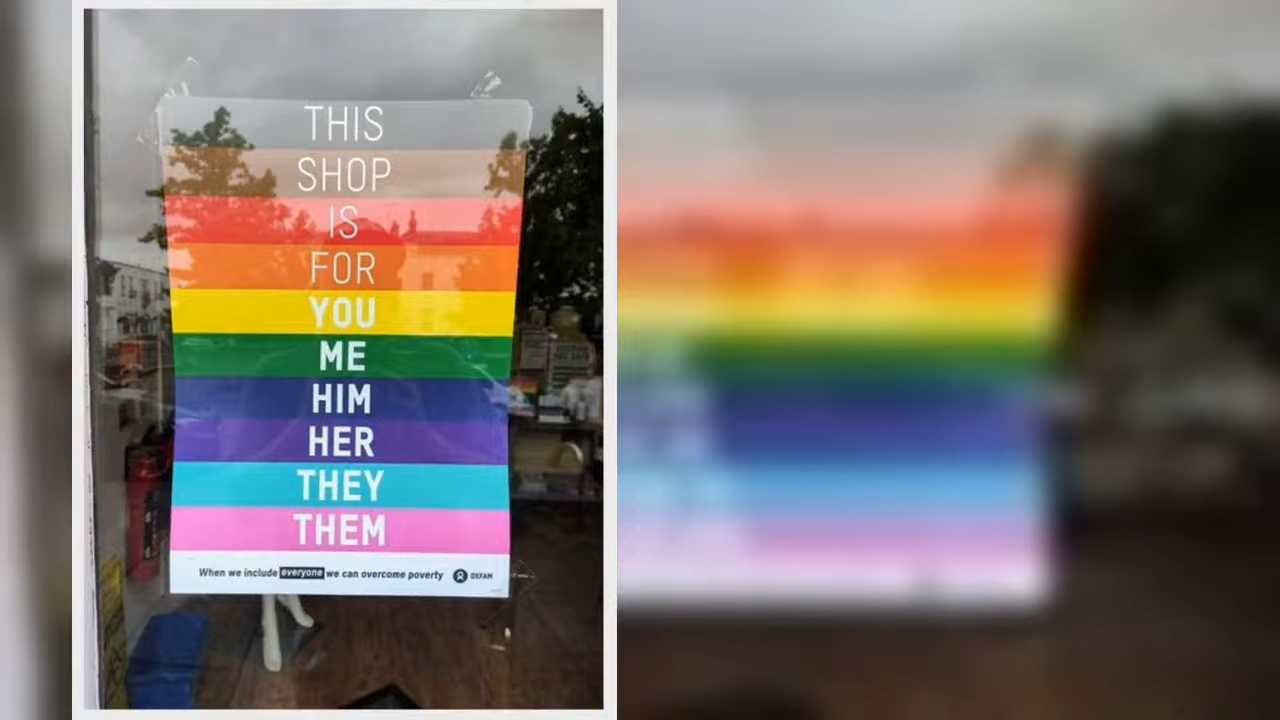 THIS
SHOP
IS
FOR
YOU
ME
HIM
HER
THEY
THEM
When we include everyone we can overcome poverty
OXFAM